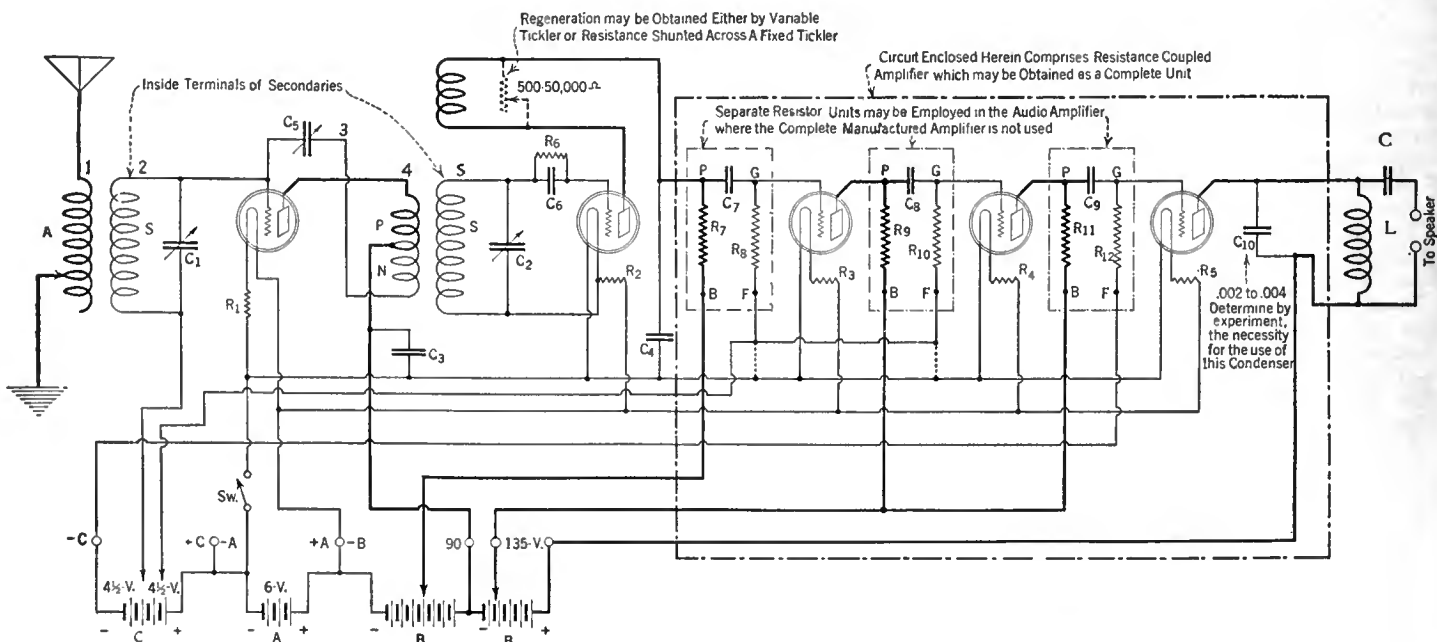 Regeneration may be Obtained Either by Variable
Tickler or Resistance Shunted Across A Fixed Tickler
Circuit Enclosed Herein Comprises Resistance Coupled
Amplifier which may be Obtained as a Complete Unit
Inside Terminals of Secondaries
500-50,000 Ω
Separate Resistor Units may be Employed in the Audio Amplifier
where the Complete Manufactured Amplifier is not used
1
2
C5
3
4
S
R6
C6
P
C7
G
P
C8
G
P
C9
G
C
A
S
C1
P
N
S
C2
R7
R8
R9
R10
R11
R12
C10
L
To Speaker
R1
R2
R3
R4
R5
B
F
B
F
B
F
.002 to .004
Determine by
experiment,
the necessity
for the use of
this Condenser
C3
C4
Sw.
-C
+C
-A
+A
-B
90
135-V.
4½-V.
4½-V.
6-V.
-
C
+
-
A
+
-
B
-
B
+